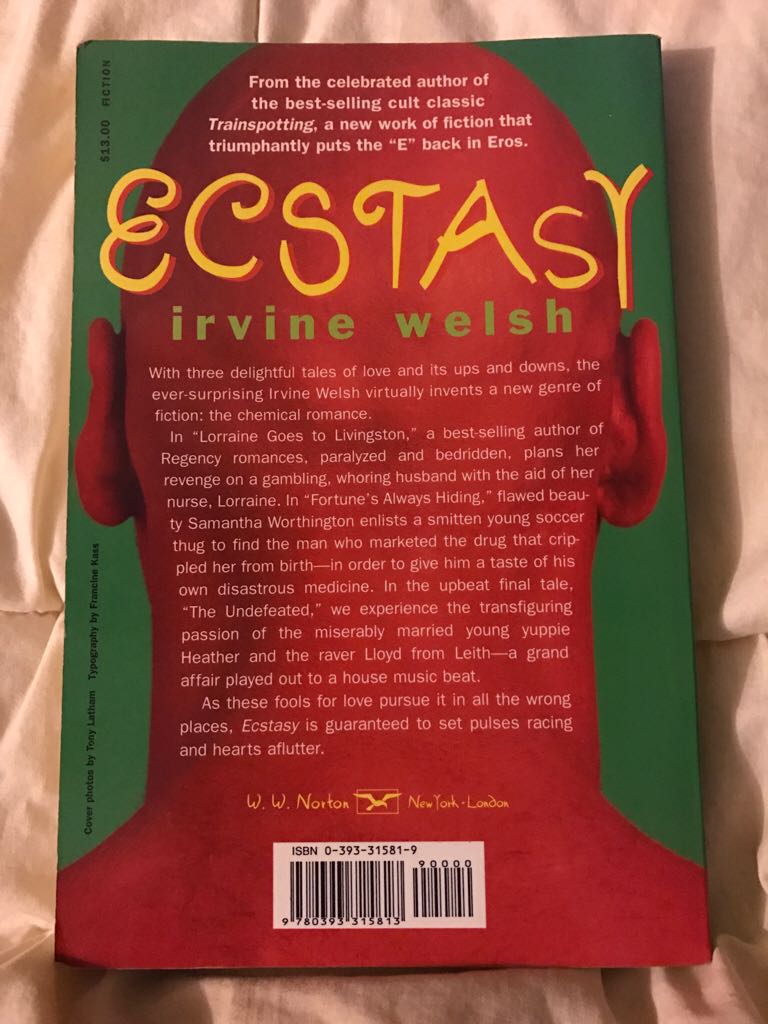 $13.00 FICTION
From the celebrated author of
the best-selling cult classic
Trainspotting, a new work of fiction that
triumphantly puts the “E” back in Eros.
ECSTASY
irvine welsh
With three delightful tales of love and its ups and downs, the
ever-surprising Irvine Welsh virtually invents a new genre of
fiction: the chemical romance.
In “Lorraine Goes to Livingston,” a best-selling author of
Regency romances, paralyzed and bedridden, plans her
revenge on a gambling, whoring husband with the aid of her
nurse, Lorraine. In “Fortune’s Always Hiding,” flawed beau-
ty Samantha Worthington enlists a smitten young soccer
thug to find the man who marketed the drug that crip-
pled her from birth—in order to give him a taste of his
own disastrous medicine. In the upbeat final tale,
“The Undefeated,” we experience the transfiguring
passion of the miserably married young yuppie
Heather and the raver Lloyd from Leith—a grand
affair played out to a house music beat.
As these fools for love pursue it in all the wrong
places, Ecstasy is guaranteed to set pulses racing
and hearts aflutter.
Cover photos by Tony Latham Typography by Francine Kass
W. W. Norton New York · London
ISBN 0-393-31581-9
90000
9 780393 315813